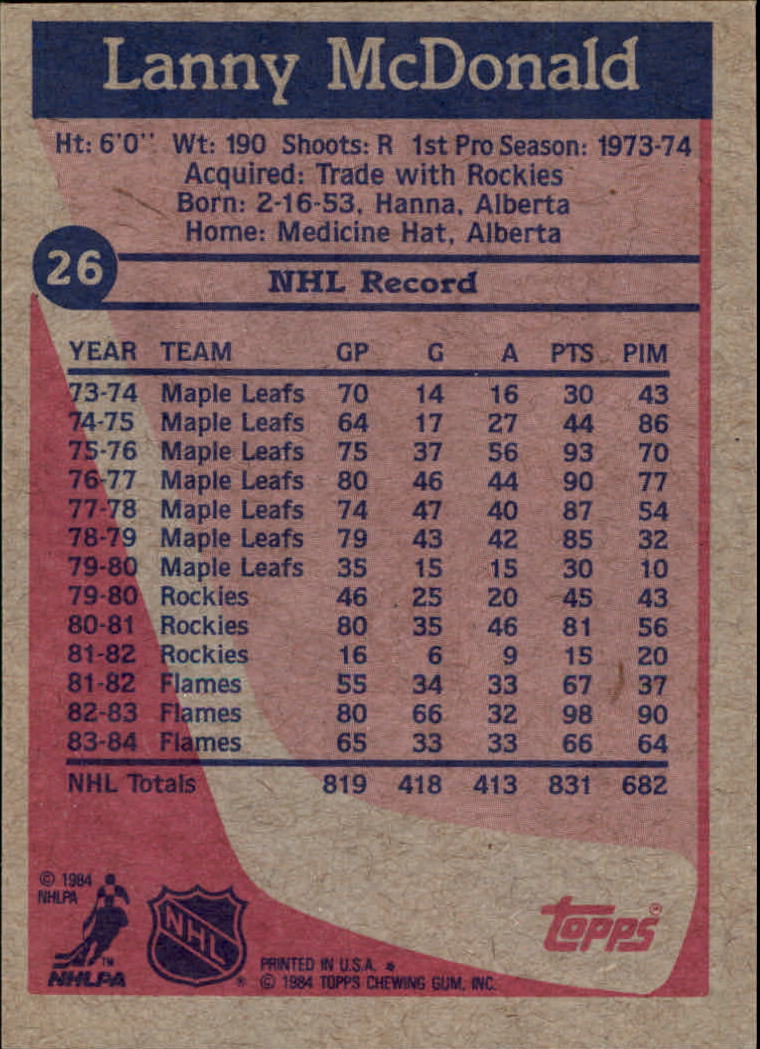 Lanny McDonald
Ht: 6'0'' Wt: 190 Shoots: R 1st Pro Season: 1973-74
Acquired: Trade with Rockies
Born: 2-16-53, Hanna, Alberta
Home: Medicine Hat, Alberta
26
NHL Record
YEAR TEAM GP G A PTS PIM
73-74 Maple Leafs 70 14 16 30 43
74-75 Maple Leafs 64 17 27 44 86
75-76 Maple Leafs 75 37 56 93 70
76-77 Maple Leafs 80 46 44 90 77
77-78 Maple Leafs 74 47 40 87 54
78-79 Maple Leafs 79 43 42 85 32
79-80 Maple Leafs 35 15 15 30 10
79-80 Rockies 46 25 20 45 43
80-81 Rockies 80 35 46 81 56
81-82 Rockies 16 6 9 15 20
81-82 Flames 55 34 33 67 37
82-83 Flames 80 66 32 98 90
83-84 Flames 65 33 33 66 64
NHL Totals 819 418 413 831 682
© 1984
NHLPA
TM
NHLPA
NHL
®
topps®
PRINTED IN U.S.A. *
© 1984 TOPPS CHEWING GUM, INC.